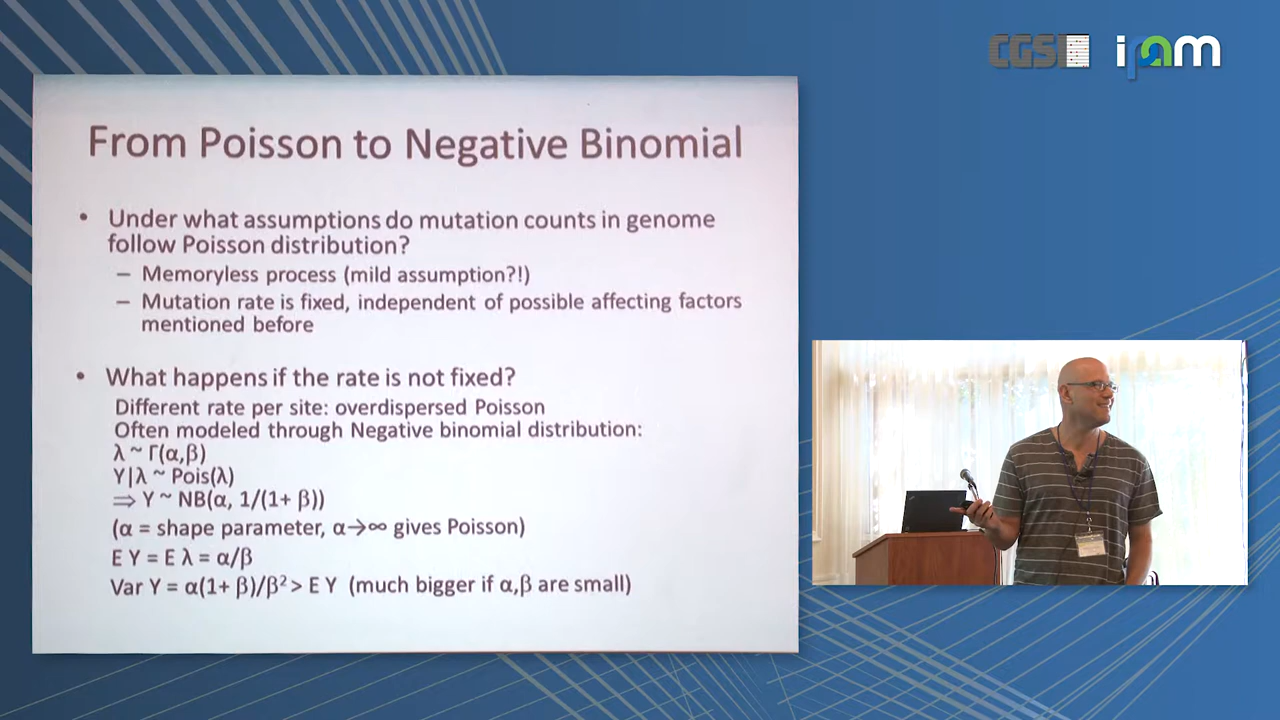 CGSI
ipam
From Poisson to Negative Binomial
• Under what assumptions do mutation counts in genome
follow Poisson distribution?
– Memoryless process (mild assumption?!)
– Mutation rate is fixed, independent of possible affecting factors
mentioned before
• What happens if the rate is not fixed?
Different rate per site: overdispersed Poisson
Often modeled through Negative binomial distribution:
λ ~ Γ(α,β)
Y|λ ~ Pois(λ)
⇒ Y ~ NB(α, 1/(1+ β))
(α = shape parameter, α→∞ gives Poisson)
E Y = E λ = α/β
Var Y = α(1+ β)/β² > E Y (much bigger if α,β are small)